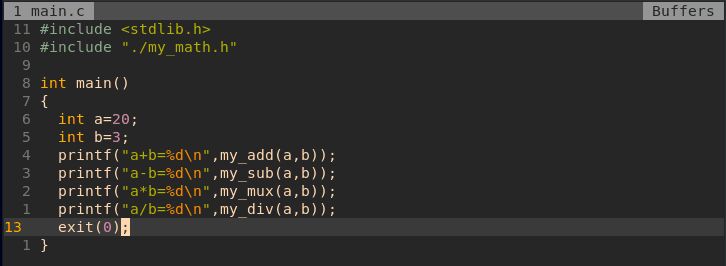 1 main.c Buffers
11 #include <stdlib.h>
10 #include "./my_math.h"
9
8 int main()
7 {
6   int a=20;
5   int b=3;
4   printf("a+b=%d\n",my_add(a,b));
3   printf("a-b=%d\n",my_sub(a,b));
2   printf("a*b=%d\n",my_mux(a,b));
1   printf("a/b=%d\n",my_div(a,b));
13   exit(0);
1 }